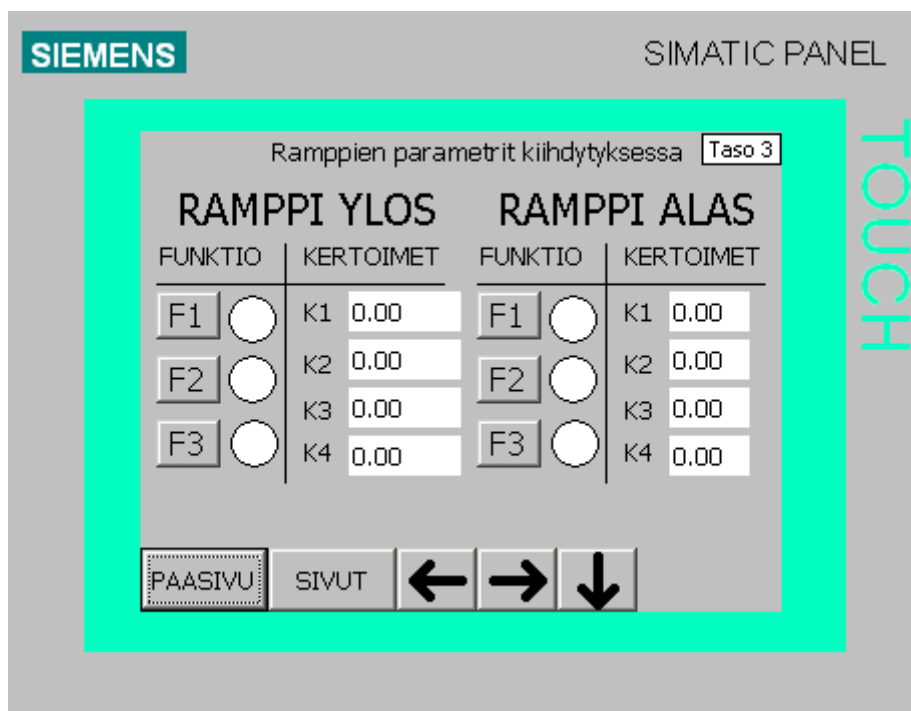 SIEMENS
SIMATIC PANEL
TOUCH
Ramppien parametrit kiihdytyksessa Taso 3
RAMPPI YLOS RAMPPI ALAS
FUNKTIO KERTOIMET FUNKTIO KERTOIMET
F1 K1 0.00 F1 K1 0.00
F2 K2 0.00 F2 K2 0.00
K3 0.00 K3 0.00
F3 K4 0.00 F3 K4 0.00
PAASIVU SIVUT